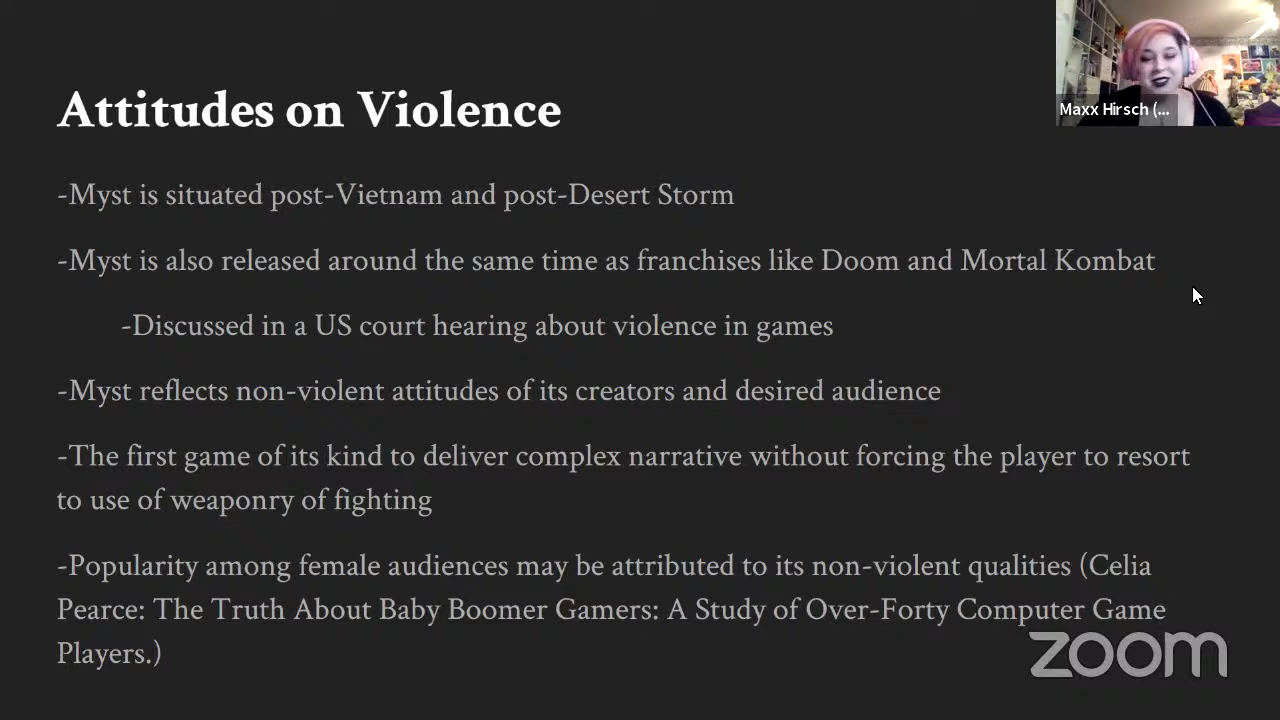 Attitudes on Violence
Maxx Hirsch (...
-Myst is situated post-Vietnam and post-Desert Storm
-Myst is also released around the same time as franchises like Doom and Mortal Kombat
-Discussed in a US court hearing about violence in games
-Myst reflects non-violent attitudes of its creators and desired audience
-The first game of its kind to deliver complex narrative without forcing the player to resort
to use of weaponry of fighting
-Popularity among female audiences may be attributed to its non-violent qualities (Celia
Pearce: The Truth About Baby Boomer Gamers: A Study of Over-Forty Computer Game
Players.)
zoom